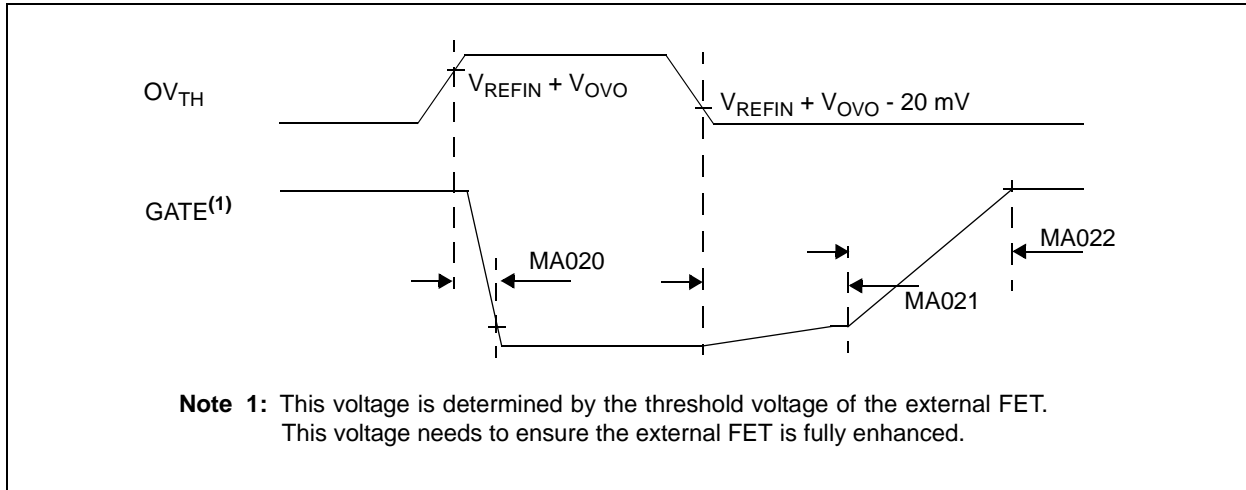 OV_TH
V_REFIN + V_OVO
V_REFIN + V_OVO - 20 mV
GATE(1)
MA020
MA021
MA022
Note 1: This voltage is determined by the threshold voltage of the external FET.
This voltage needs to ensure the external FET is fully enhanced.